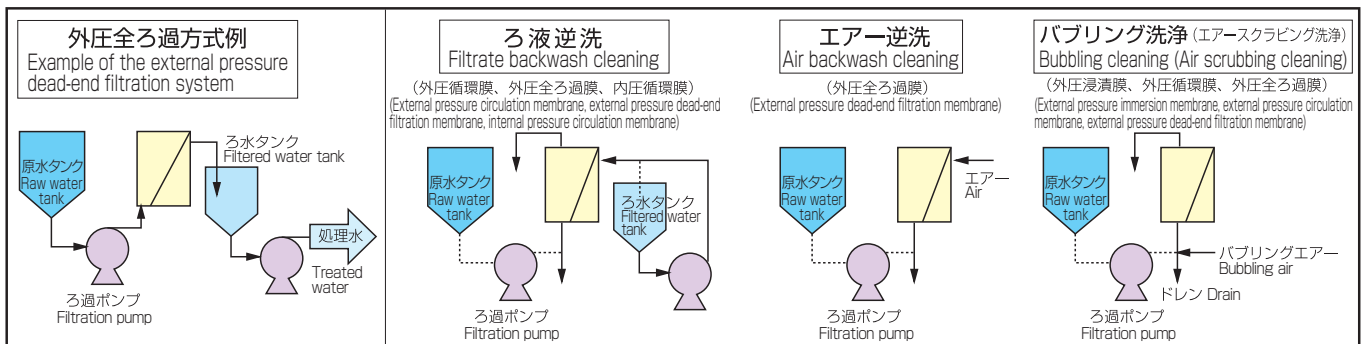 外圧全ろ過方式例
Example of the external pressure
dead-end filtration system
原水タンク
Raw water
tank
ろ水タンク
Filtered water tank
処理水
Treated
water
ろ過ポンプ
Filtration pump
ろ液逆洗
Filtrate backwash cleaning
(外圧循環膜、外圧全ろ過膜、内圧循環膜)
(External pressure circulation membrane, external pressure dead-end
filtration membrane, internal pressure circulation membrane)
原水タンク
Raw water
tank
ろ水タンク
Filtered water
tank
ろ過ポンプ
Filtration pump
エアー逆洗
Air backwash cleaning
(外圧全ろ過膜)
(External pressure dead-end filtration membrane)
原水タンク
Raw water
tank
エアー
Air
ろ過ポンプ
Filtration pump
バブリング洗浄(エアースクラビング洗浄)
Bubbling cleaning (Air scrubbing cleaning)
(外圧浸漬膜、外圧循環膜、外圧全ろ過膜)
(External pressure immersion membrane, external pressure circulation
membrane, external pressure dead-end filtration membrane)
原水タンク
Raw water
tank
バブリングエアー
Bubbling air
ドレン Drain
ろ過ポンプ
Filtration pump